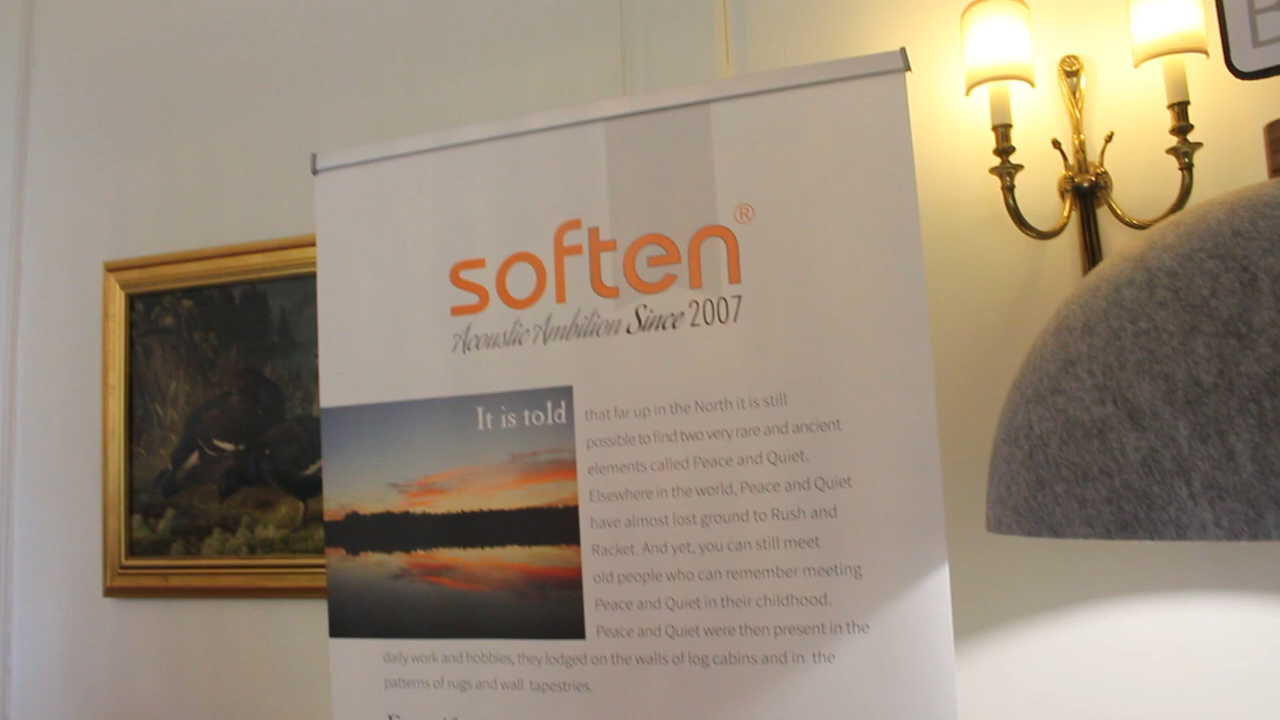 soften®
Acoustic Ambition Since 2007
It is told
that far up in the North it is still
possible to find two very rare and ancient
elements called Peace and Quiet.
Elsewhere in the world, Peace and Quiet
have almost lost ground to Rush and
Racket. And yet, you can still meet
old people who can remember meeting
Peace and Quiet in their childhood.
Peace and Quiet were then present in the
daily work and hobbies, they lodged on the walls of log cabins and in the
patterns of rugs and wall tapestries.